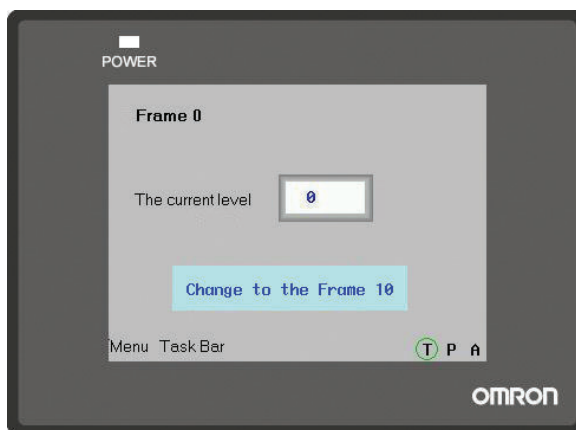 POWER
Frame 0
The current level 0
Change to the Frame 10
Menu Task Bar T P A
OMRON